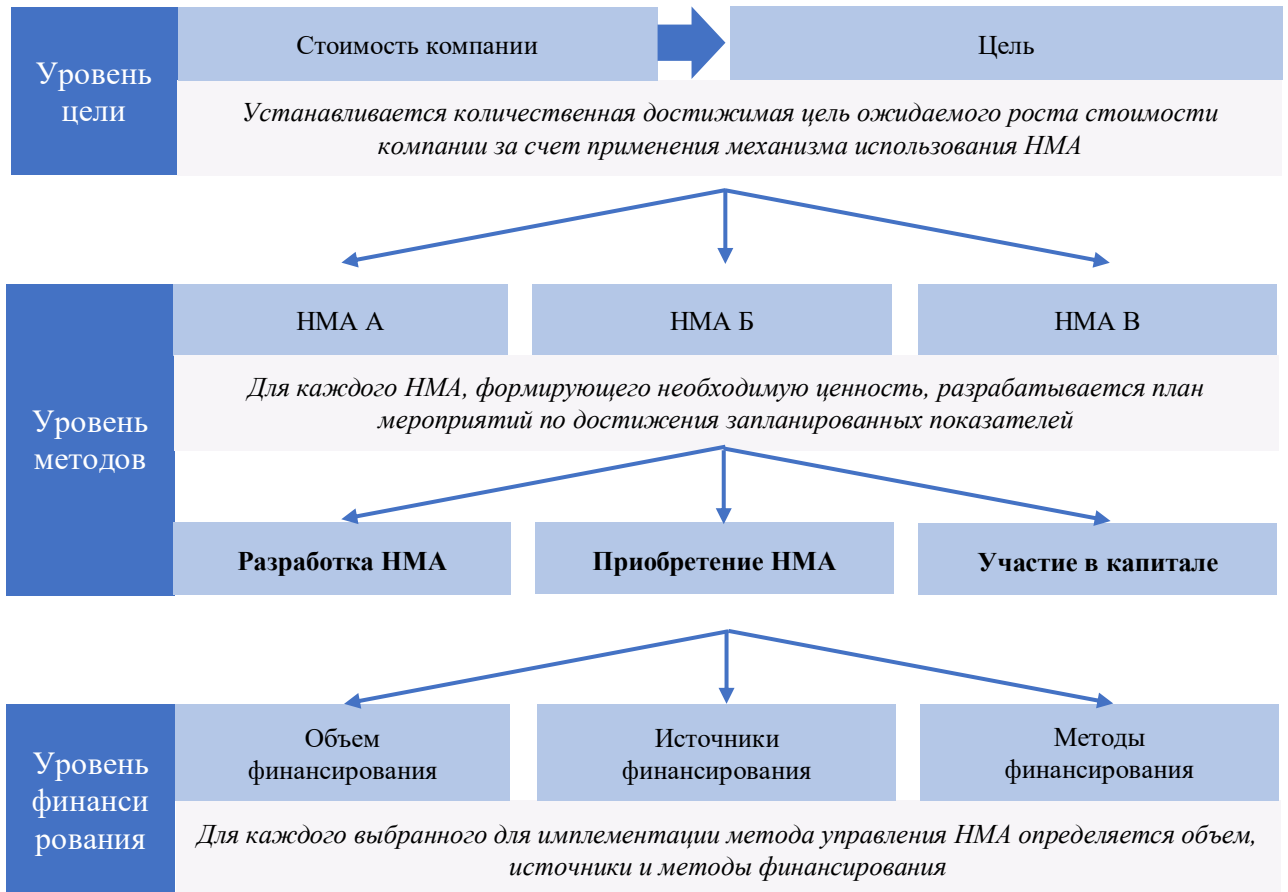 Уровень
цели
Стоимость компании
Цель
Устанавливается количественная достижимая цель ожидаемого роста стоимости
компании за счет применения механизма использования НМА
Уровень
методов
НМА А
НМА Б
НМА В
Для каждого НМА, формирующего необходимую ценность, разрабатывается план
мероприятий по достижения запланированных показателей
Разработка НМА
Приобретение НМА
Участие в капитале
Уровень
финанси
рования
Объем
финансирования
Источники
финансирования
Методы
финансирования
Для каждого выбранного для имплементации метода управления НМА определяется объем,
источники и методы финансирования